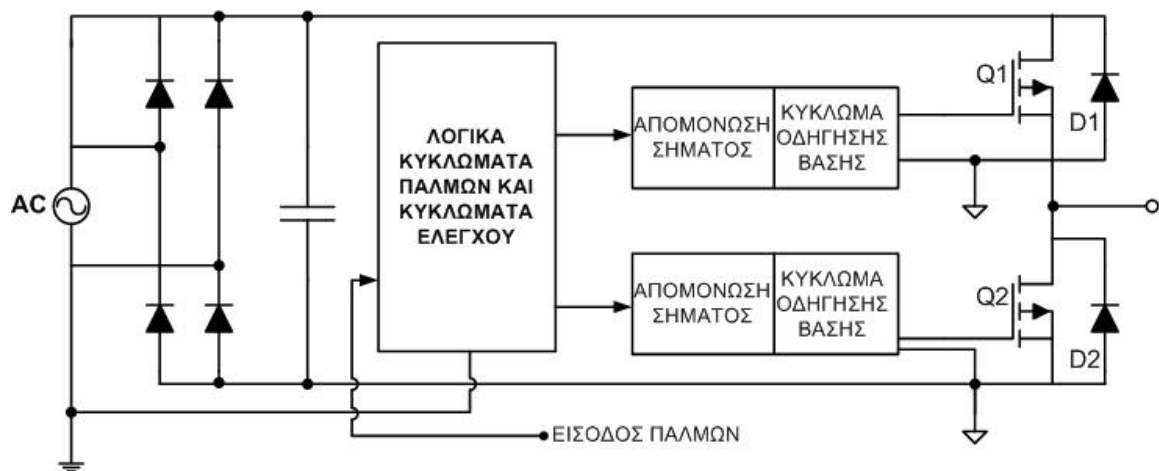 AC
ΛΟΓΙΚΑ
ΚΥΚΛΩΜΑΤΑ
ΠΑΛΜΩΝ ΚΑΙ
ΚΥΚΛΩΜΑΤΑ
ΕΛΕΓΧΟΥ
ΑΠΟΜΟΝΩΣΗ
ΣΗΜΑΤΟΣ
ΚΥΚΛΩΜΑ
ΟΔΗΓΗΣΗΣ
ΒΑΣΗΣ
Q1
D1
ΑΠΟΜΟΝΩΣΗ
ΣΗΜΑΤΟΣ
ΚΥΚΛΩΜΑ
ΟΔΗΓΗΣΗΣ
ΒΑΣΗΣ
Q2
D2
ΕΙΣΟΔΟΣ ΠΑΛΜΩΝ